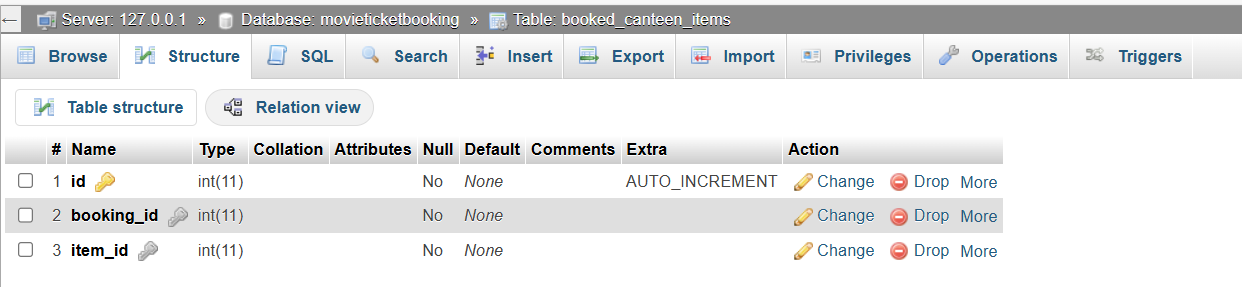 ← Server: 127.0.0.1 » Database: movieticketbooking » Table: booked_canteen_items
Browse Structure SQL Search Insert Export Import Privileges Operations Triggers
Table structure Relation view
# Name Type Collation Attributes Null Default Comments Extra Action
1 id int(11) No None AUTO_INCREMENT Change Drop More
2 booking_id int(11) No None Change Drop More
3 item_id int(11) No None Change Drop More